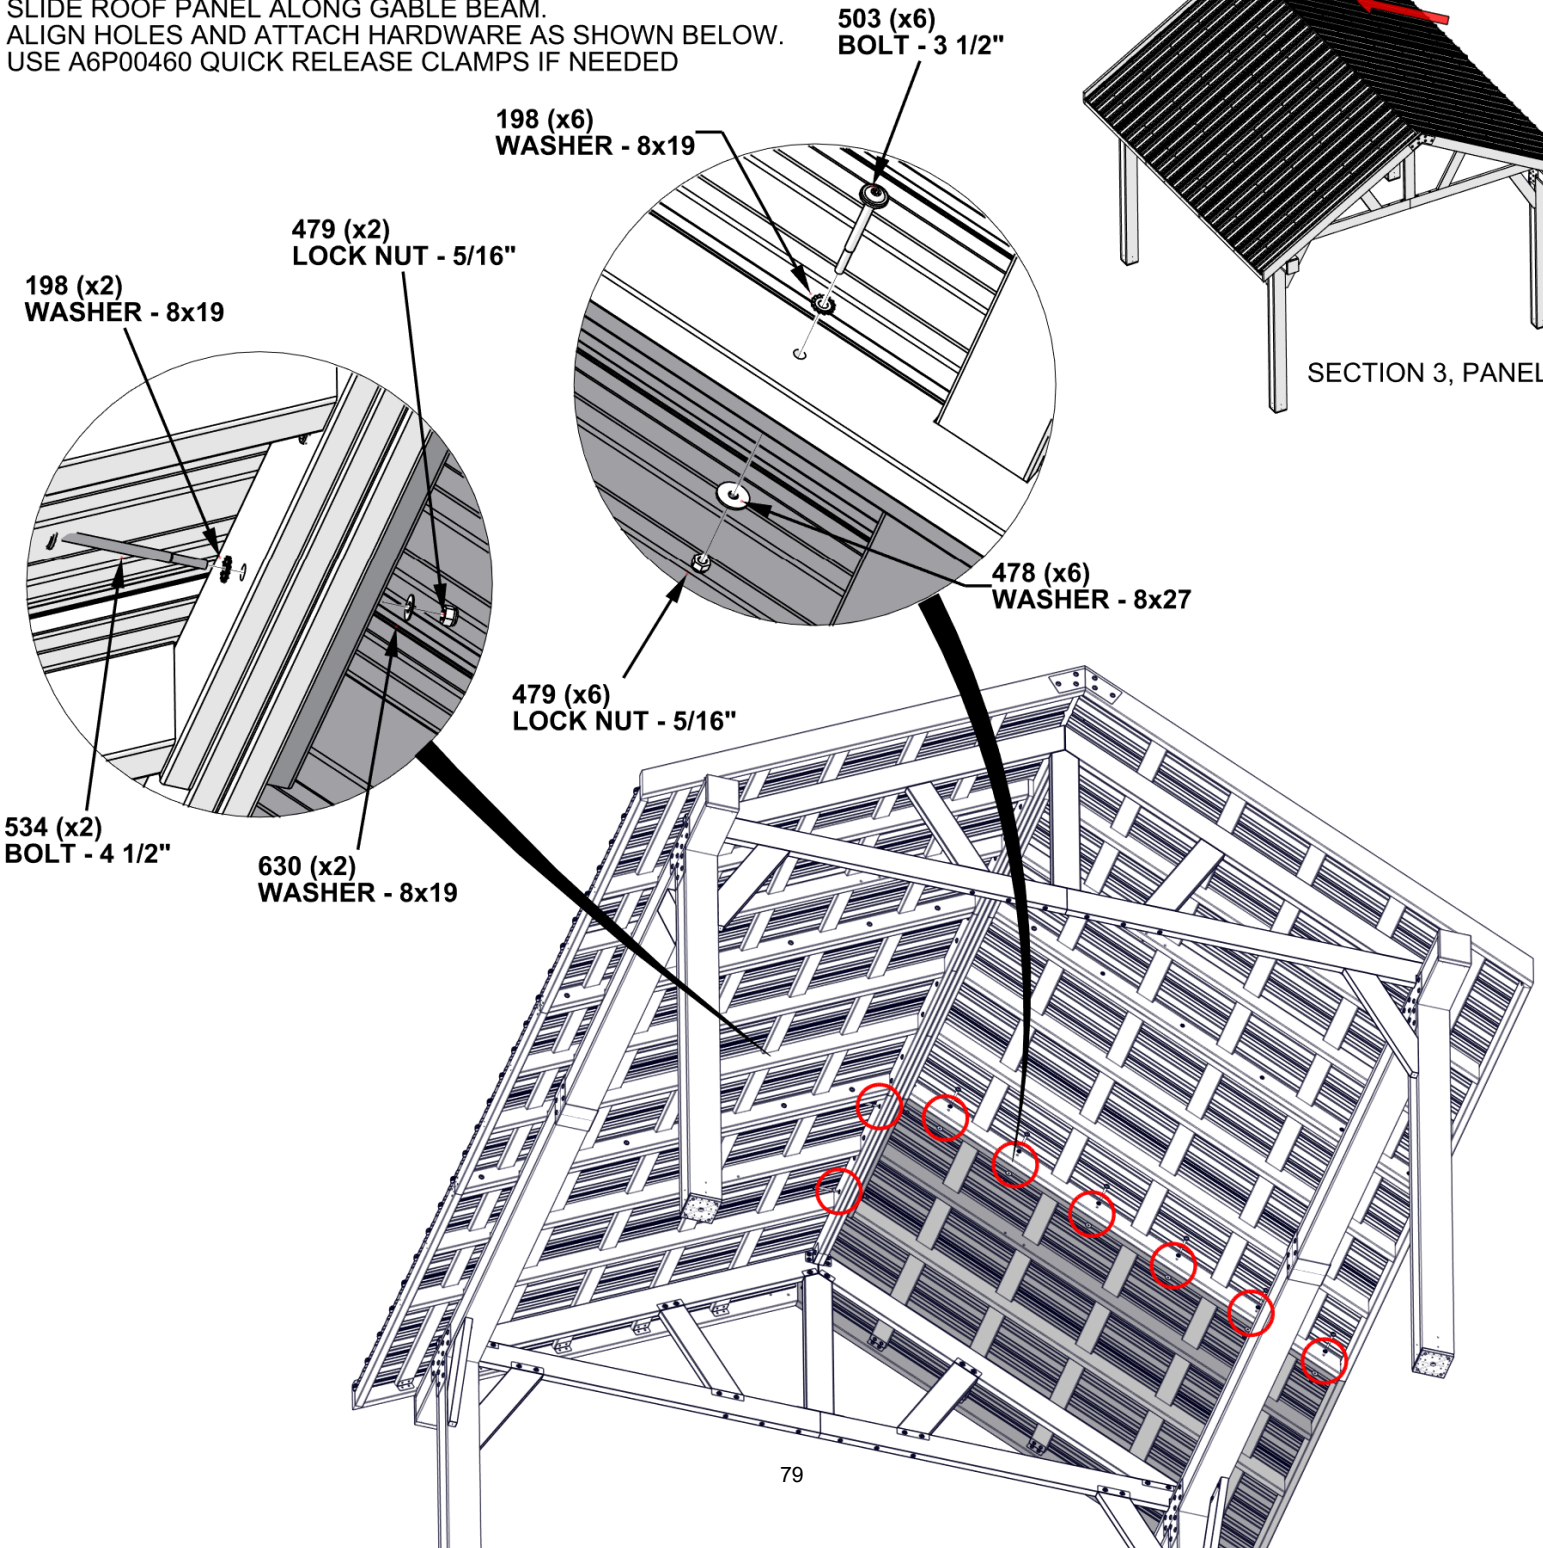 SLIDE ROOF PANEL ALONG GABLE BEAM.
ALIGN HOLES AND ATTACH HARDWARE AS SHOWN BELOW.
USE A6P00460 QUICK RELEASE CLAMPS IF NEEDED
503 (x6)
BOLT - 3 1/2"
198 (x6)
WASHER - 8x19
479 (x2)
LOCK NUT - 5/16"
198 (x2)
WASHER - 8x19
SECTION 3, PANEL
478 (x6)
WASHER - 8x27
479 (x6)
LOCK NUT - 5/16"
534 (x2)
BOLT - 4 1/2"
630 (x2)
WASHER - 8x19
79